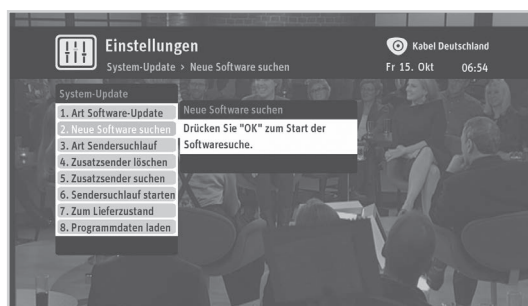 Einstellungen
System-Update > Neue Software suchen
Kabel Deutschland
Fr 15. Okt 06:54
System-Update
1. Art Software-Update
2. Neue Software suchen
3. Art Sendersuchlauf
4. Zusatzsender löschen
5. Zusatzsender suchen
6. Sendersuchlauf starten
7. Zum Lieferzustand
8. Programmdaten laden
Neue Software suchen
Drücken Sie "OK" zum Start der
Softwaresuche.